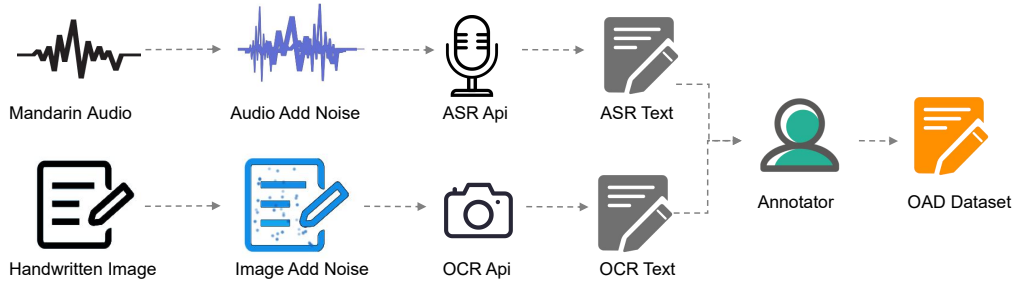 Mandarin Audio
Audio Add Noise
ASR Api
ASR Text
Handwritten Image
Image Add Noise
OCR Api
OCR Text
Annotator
OAD Dataset